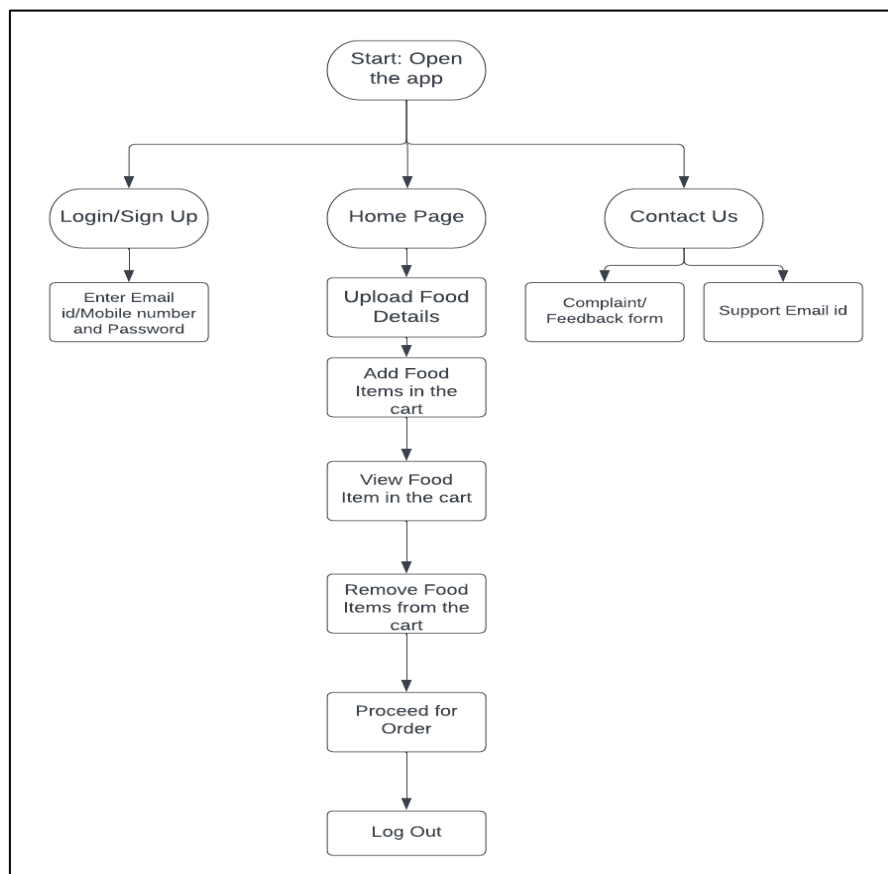 Start: Open
the app
Login/Sign Up
Home Page
Contact Us
Enter Email
id/Mobile number
and Password
Upload Food
Details
Complaint/
Feedback form
Support Email id
Add Food
Items in the
cart
View Food
Item in the cart
Remove Food
Items from the
cart
Proceed for
Order
Log Out